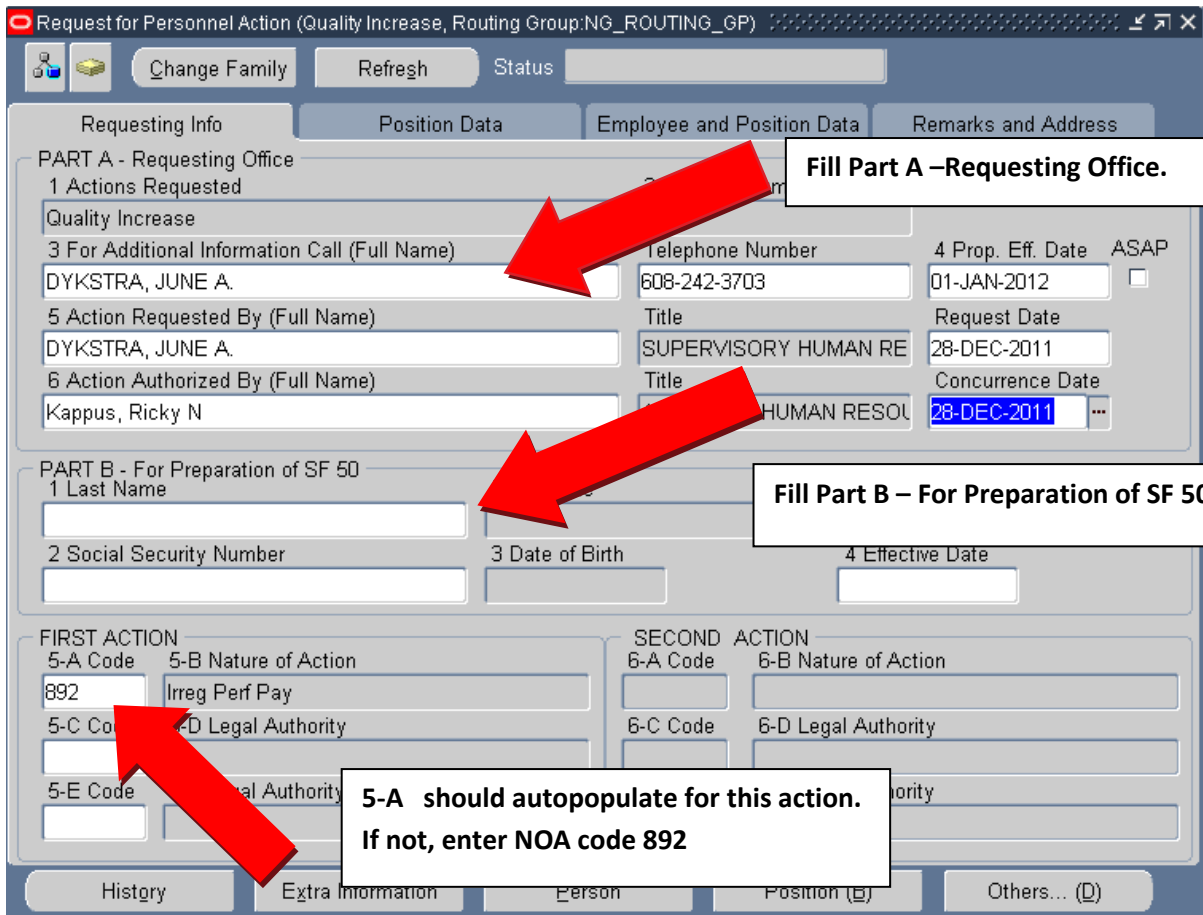 Request for Personnel Action (Quality Increase, Routing Group:NG_ROUTING_GP)
Change Family Refresh Status
Requesting Info Position Data Employee and Position Data Remarks and Address
PART A - Requesting Office
1 Actions Requested
Quality Increase
Fill Part A –Requesting Office.
3 For Additional Information Call (Full Name) Telephone Number 4 Prop. Eff. Date ASAP
DYKSTRA, JUNE A. 608-242-3703 01-JAN-2012
5 Action Requested By (Full Name) Title Request Date
DYKSTRA, JUNE A. SUPERVISORY HUMAN RE 28-DEC-2011
6 Action Authorized By (Full Name) Title Concurrence Date
Kappus, Ricky N HUMAN RESOU 28-DEC-2011 ...
PART B - For Preparation of SF 50
1 Last Name
Fill Part B – For Preparation of SF 50
2 Social Security Number 3 Date of Birth 4 Effective Date
FIRST ACTION SECOND ACTION
5-A Code 5-B Nature of Action 6-A Code 6-B Nature of Action
892 Irreg Perf Pay
5-C Legal Authority 6-C Code 6-D Legal Authority
5-E Code
5-A should autopopulate for this action.
If not, enter NOA code 892
History Extra Information Person Position (B) Others... (D)